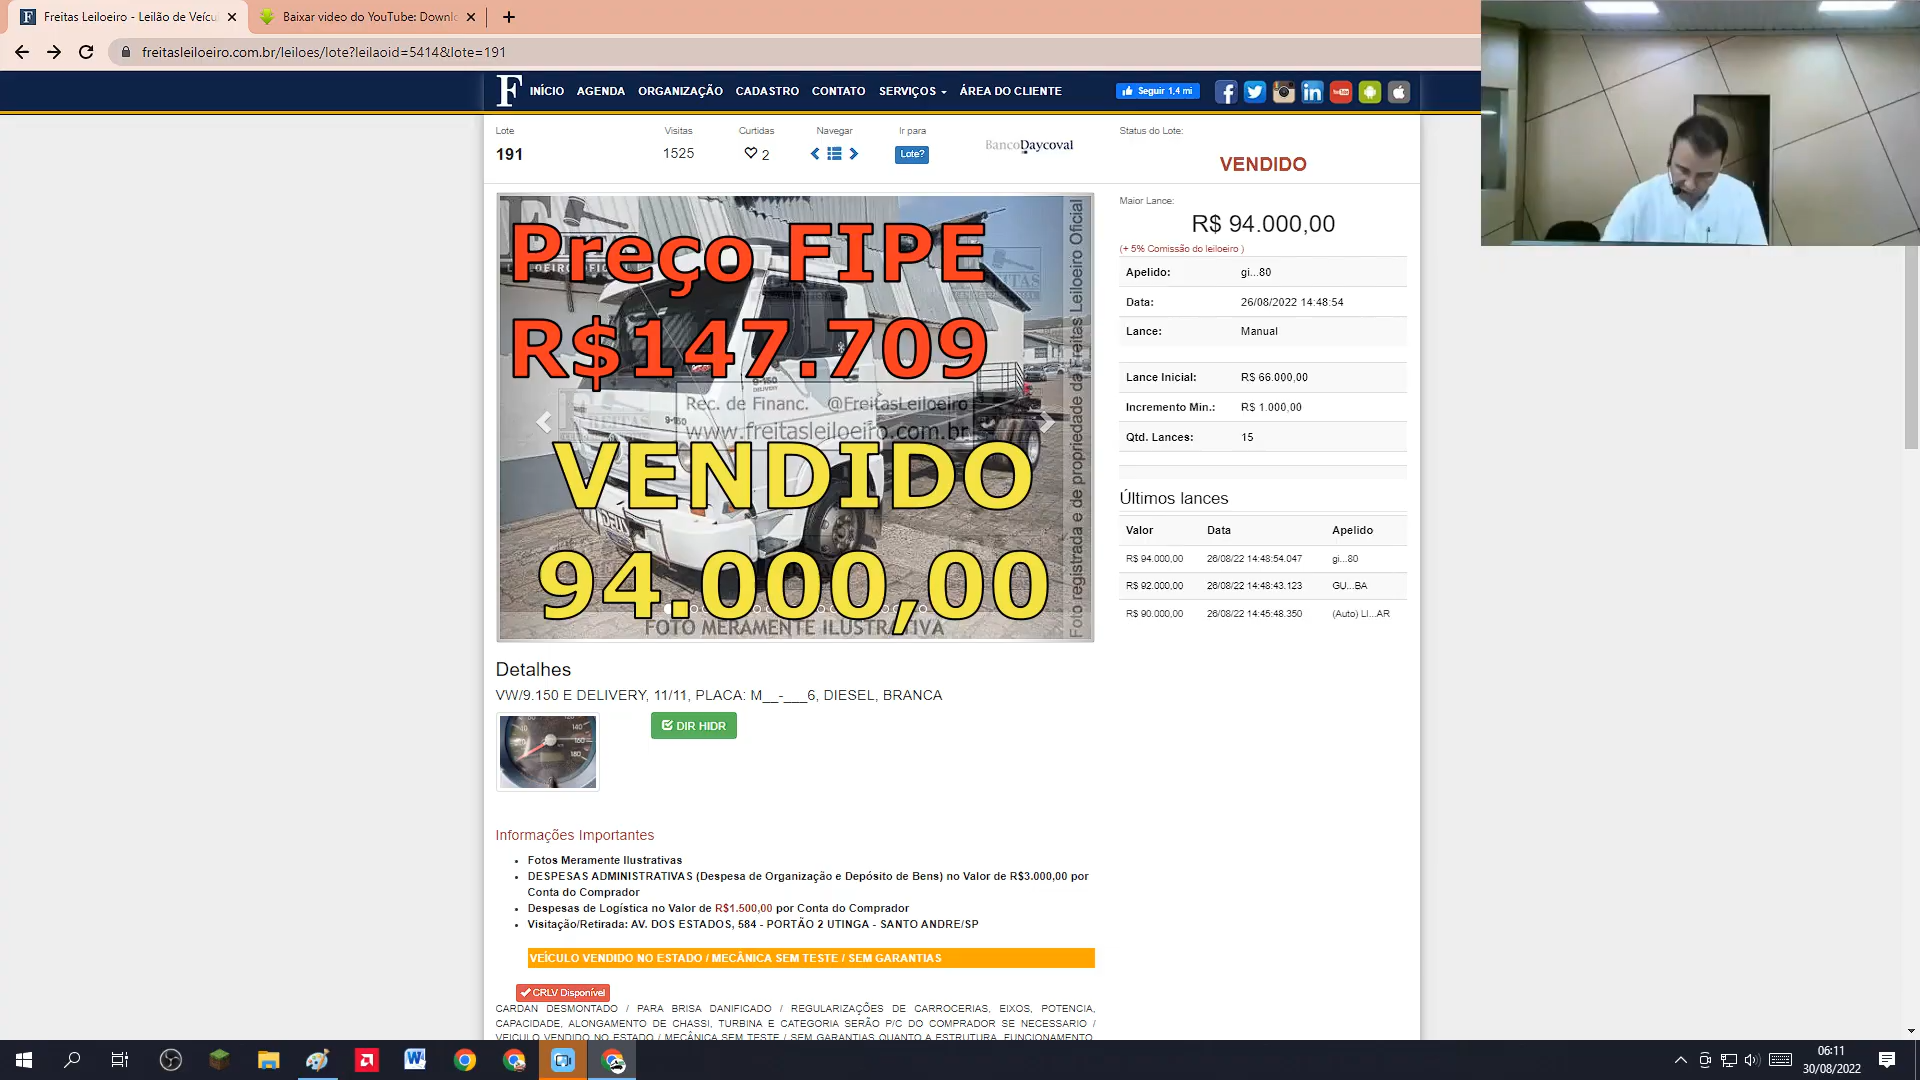 Freitas Leiloeiro - Leilão de Veícu
Baixar video do YouTube: Downl
freitasleiloeiro.com.br/leiloes/lote?leilaoid=5414&lote=191
F INÍCIO AGENDA ORGANIZAÇÃO CADASTRO CONTATO SERVIÇOS ÁREA DO CLIENTE
Seguir 1,4 mi
Lote Visitas Curtidas Navegar Ir para
191 1525 2 Lote?
BancoDaycoval
Status do Lote:
VENDIDO
Preço FIPE
R$147.709
Rec. de Financ. @FreitasLeiloeiro
www.freitasleiloeiro.com.br
VENDIDO
94.000,00
FOTO MERAMENTE ILUSTRATIVA
Foto registrada e de propriedade da Freitas Leiloeiro Oficial
Maior Lance:
R$ 94.000,00
(+ 5% Comissão do leiloeiro )
Apelido: gi...80
Data: 26/08/2022 14:48:54
Lance: Manual
Lance Inicial: R$ 66.000,00
Incremento Min.: R$ 1.000,00
Qtd. Lances: 15
Últimos lances
Valor Data Apelido
R$ 94.000,00 26/08/22 14:48:54.047 gi...80
R$ 92.000,00 26/08/22 14:48:43.123 GU...BA
R$ 90.000,00 26/08/22 14:45:48.350 (Auto) LI...AR
Detalhes
VW/9.150 E DELIVERY, 11/11, PLACA: M__-___6, DIESEL, BRANCA
DIR HIDR
Informações Importantes
Fotos Meramente Ilustrativas
DESPESAS ADMINISTRATIVAS (Despesa de Organização e Depósito de Bens) no Valor de R$3.000,00 por
Conta do Comprador
Despesas de Logística no Valor de R$1.500,00 por Conta do Comprador
Visitação/Retirada: AV. DOS ESTADOS, 584 - PORTÃO 2 UTINGA - SANTO ANDRE/SP
VEÍCULO VENDIDO NO ESTADO / MECÂNICA SEM TESTE / SEM GARANTIAS
CRLV Disponível
CARDAN DESMONTADO / PARA BRISA DANIFICADO / REGULARIZAÇÕES DE CARROCERIAS, EIXOS, POTENCIA,
CAPACIDADE, ALONGAMENTO DE CHASSI, TURBINA E CATEGORIA SERÃO P/C DO COMPRADOR SE NECESSARIO /
VEICULO VENDIDO NO ESTADO / MECÂNICA SEM TESTE / SEM GARANTIAS QUANTO A ESTRUTURA, FUNCIONAMENTO,
06:11
30/08/2022